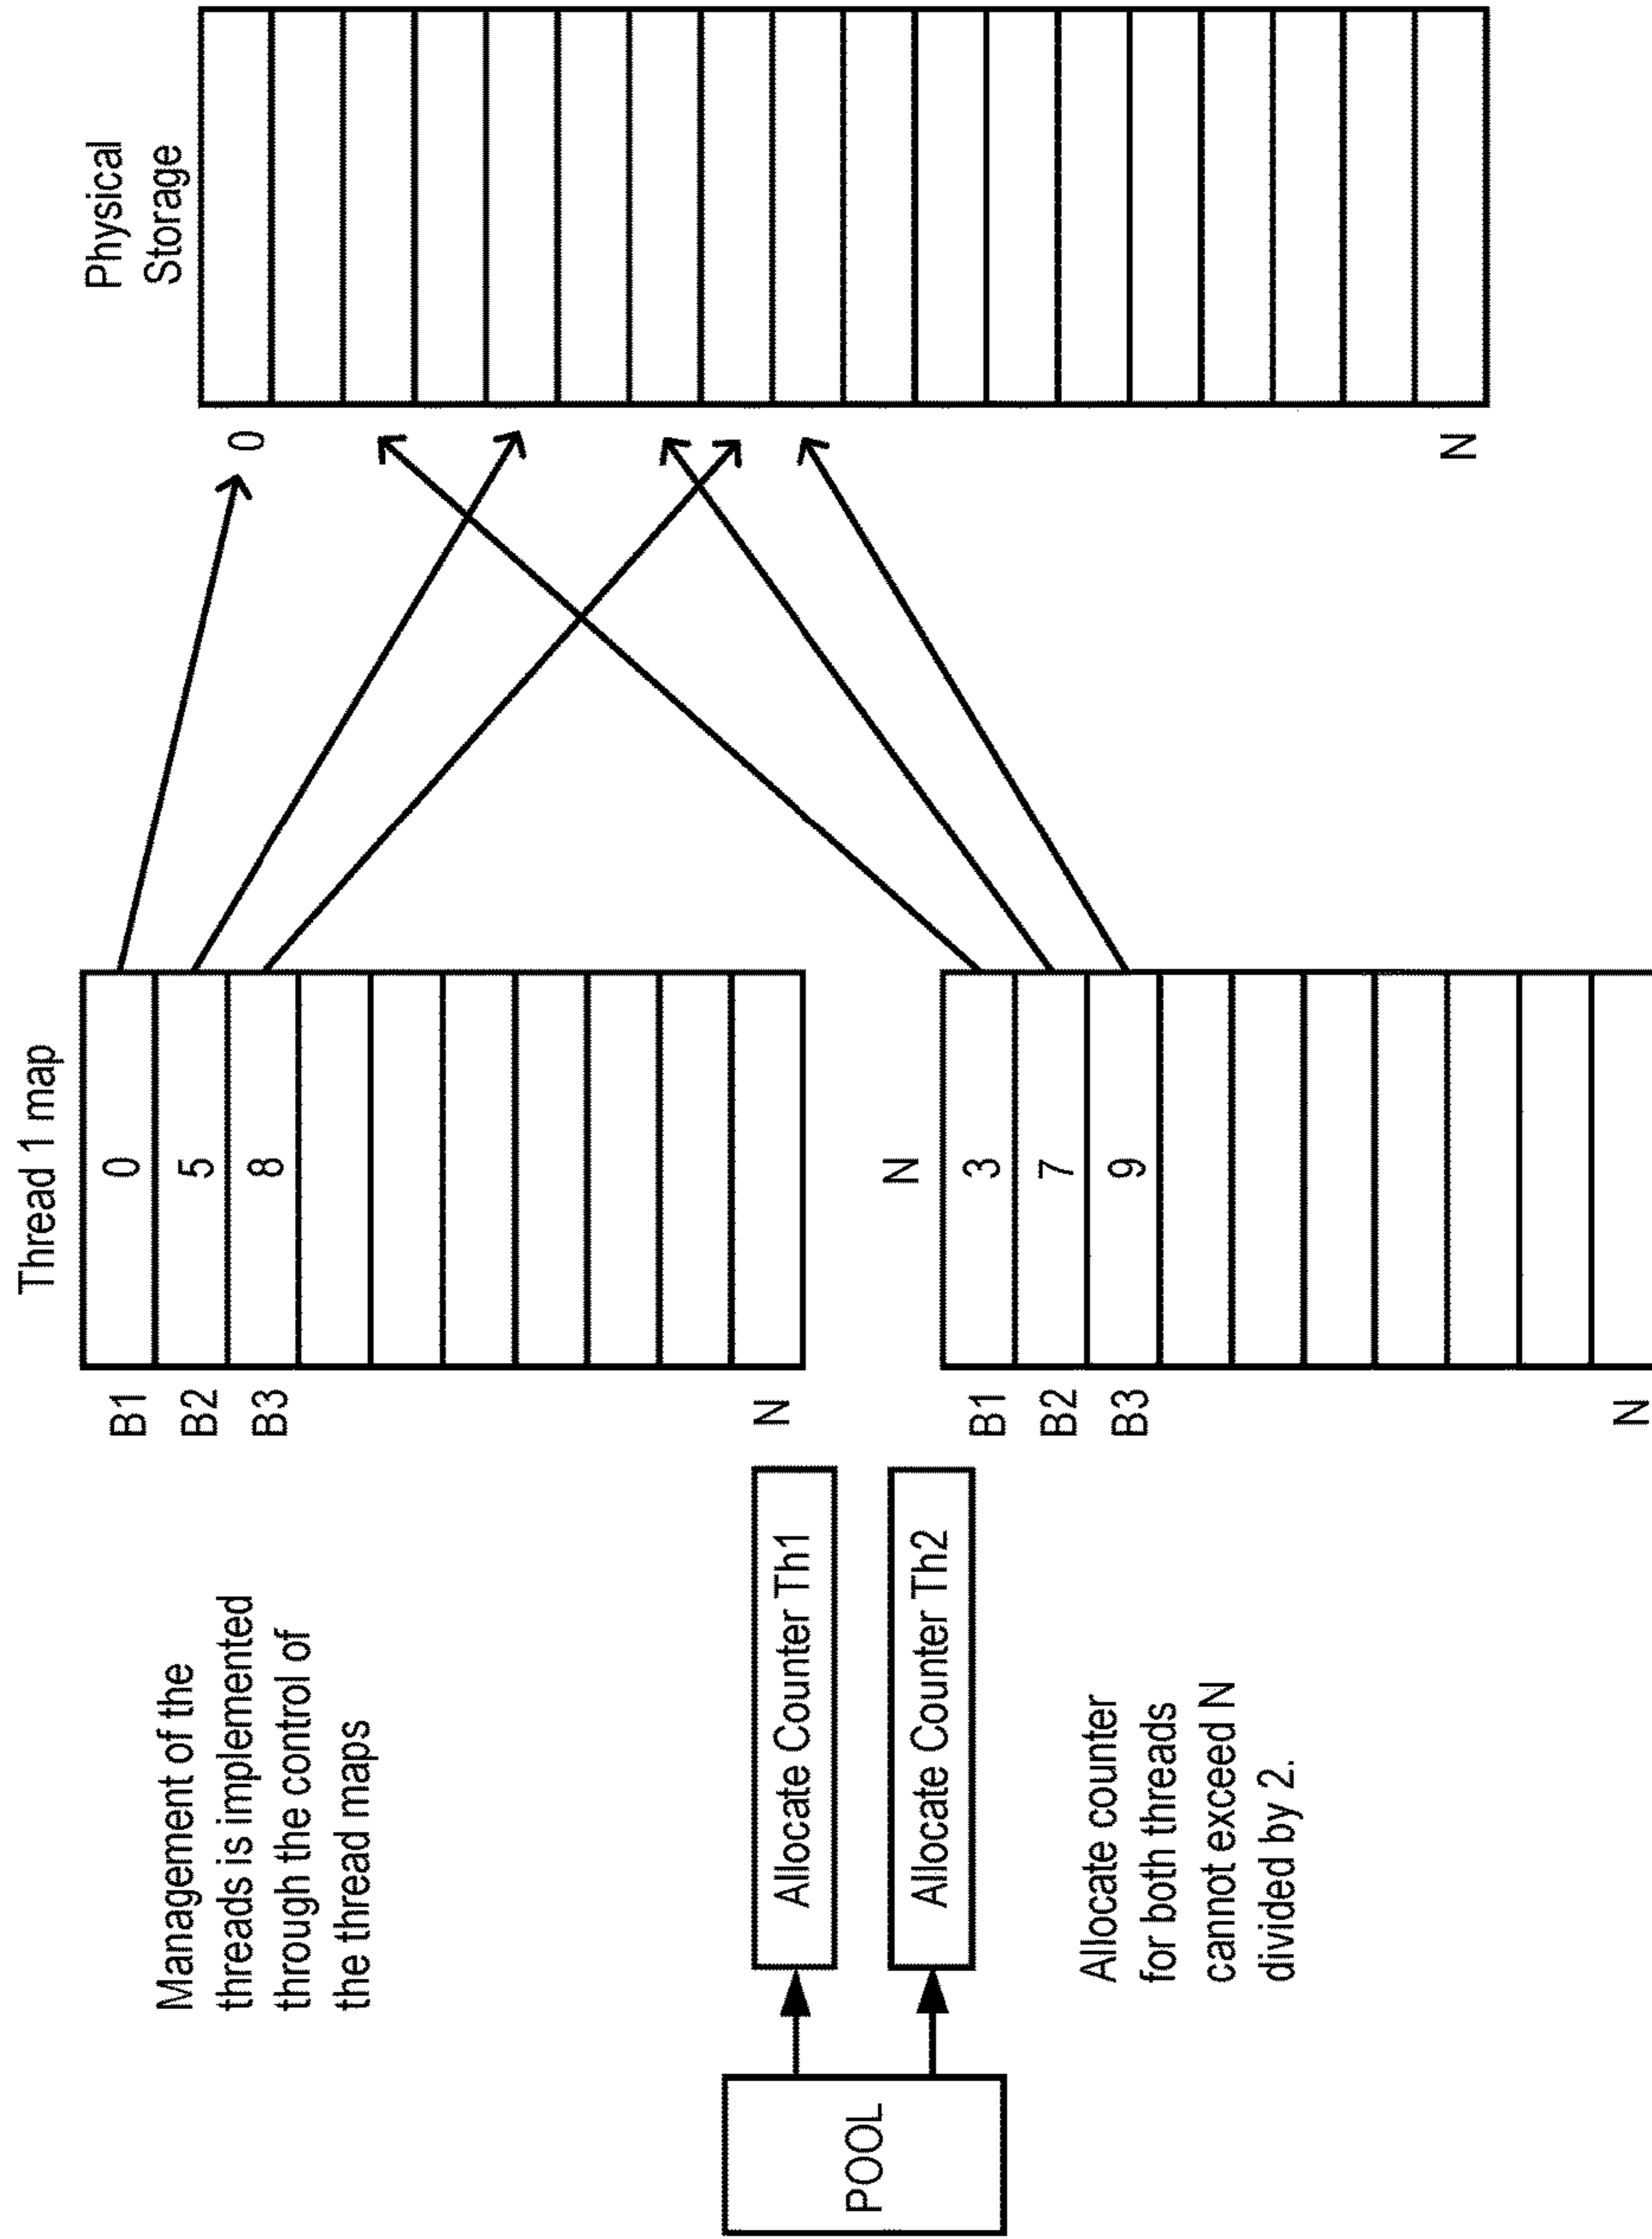 Management of the
threads is implemented
through the control of
the thread maps
POOL
Allocate Counter Th1
Allocate Counter Th2
Allocate counter
for both threads
cannot exceed N
divided by 2.
Thread 1 map
B1
0
B2
5
B3
8
N
N
B1
3
B2
7
B3
9
N
Physical
Storage
0
N